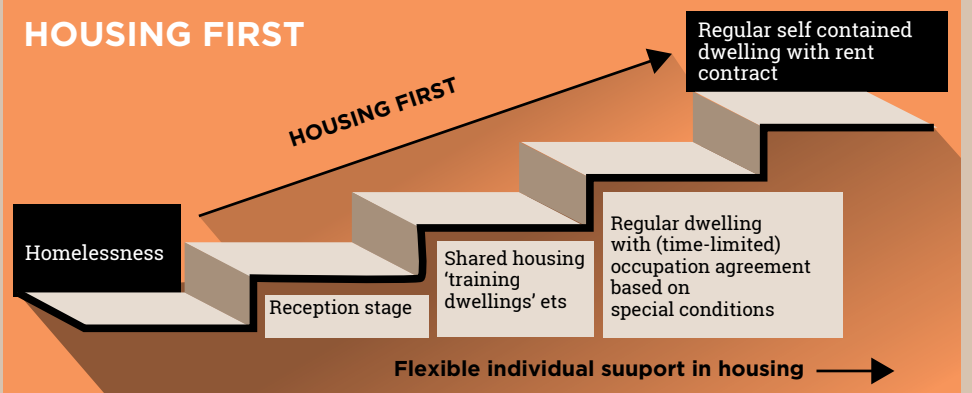 HOUSING FIRST
Regular self contained
dwelling with rent
contract
HOUSING FIRST
Homelessness
Reception stage
Shared housing
‘training
dwellings’ ets
Regular dwelling
with (time-limited)
occupation agreement
based on
special conditions
Flexible individual suuport in housing